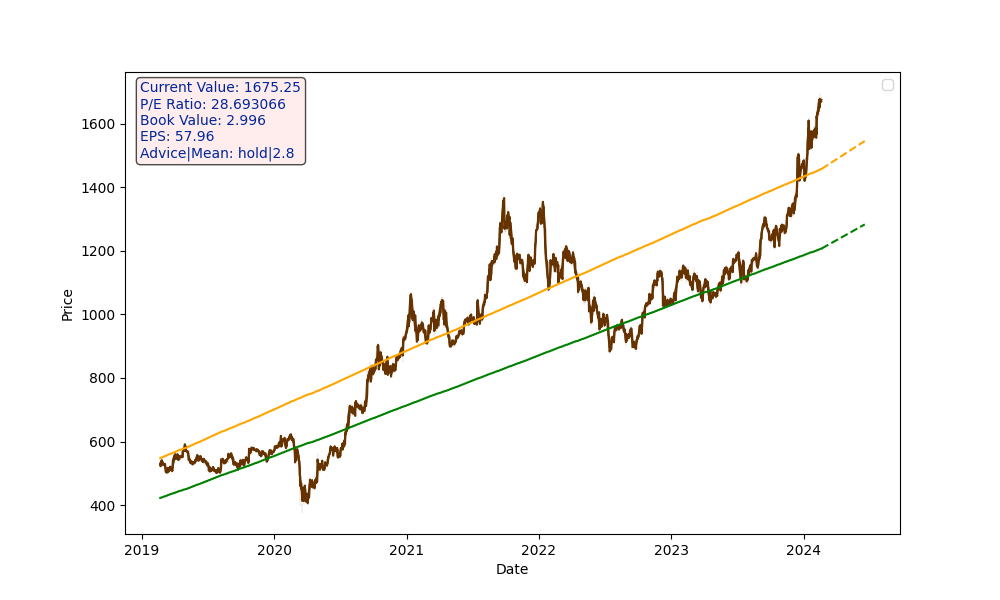 Current Value: 1675.25
P/E Ratio: 28.693066
Book Value: 2.996
EPS: 57.96
Advice|Mean: hold|2.8
1600
1400
1200
1000
800
600
400
Price
2019 2020 2021 2022 2023 2024
Date